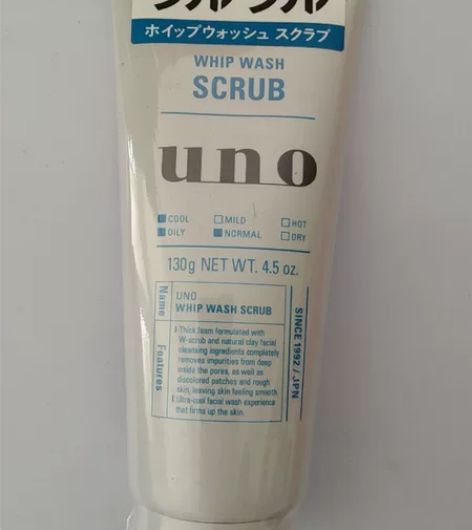 ホイップウォッシュ スクラブ
WHIP WASH
SCRUB
uno
COOL MILD HOT
OILY NORMAL DRY
130g NET WT. 4.5 oz.
Name
UNO
WHIP WASH SCRUB
Features
Thick foam formulated with
W-scrub and natural clay facial
cleansing ingredients completely
removes impurities from deep
inside the pores, as well as
discolored patches and rough
skin, leaving skin feeling smooth.
Ultra-cool facial wash experience
that firms up the skin.
SINCE 1992 / JPN